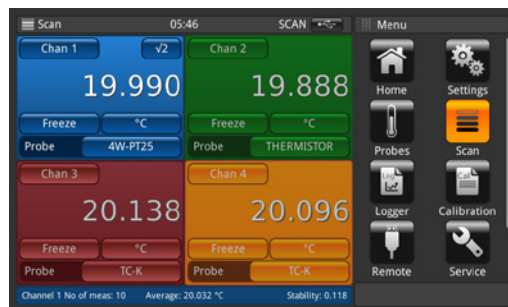 Scan 05:46 SCAN Menu
Chan 1 √2 Chan 2
19.990 19.888
Freeze °C Freeze °C
Probe 4W-PT25 Probe THERMISTOR
Chan 3 Chan 4
20.138 20.096
Freeze °C Freeze °C
Probe TC-K Probe TC-K
Channel 1 No of meas: 10 Average: 20.032 °C Stability: 0.118
Home Settings
Probes Scan
Log Cal
Logger Calibration
Remote Service